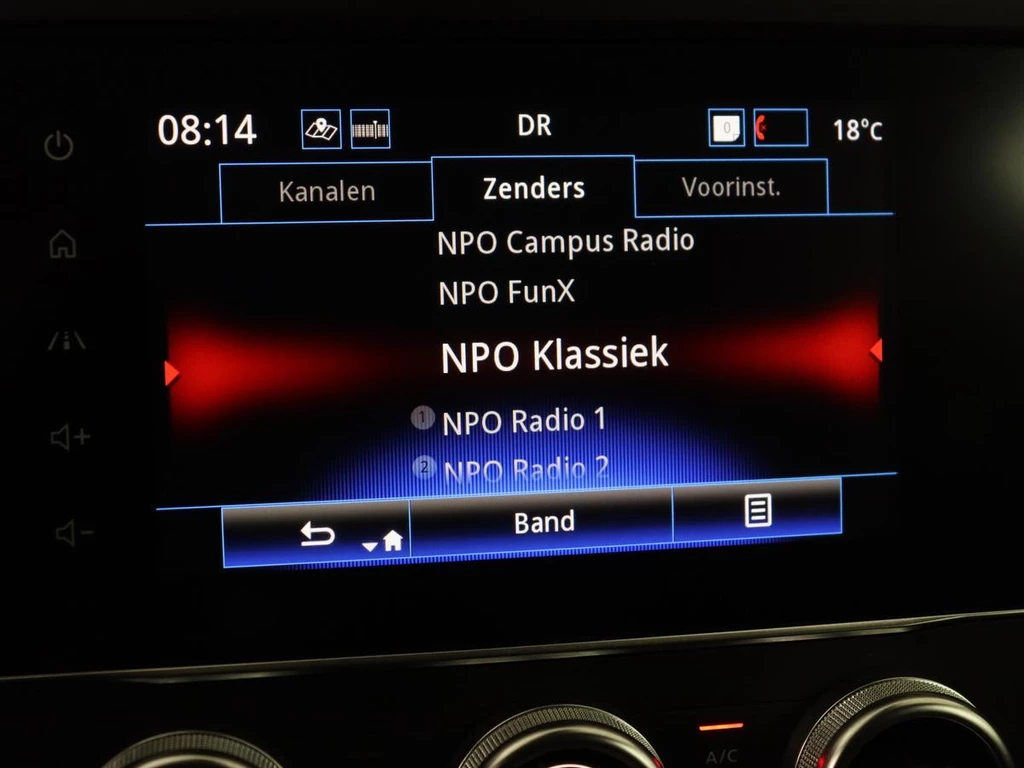 08:14 DR 0 18°C
Kanalen Zenders Voorinst.
NPO Campus Radio
NPO FunX
NPO Klassiek
1 NPO Radio 1
2 NPO Radio 2
Band
A/C